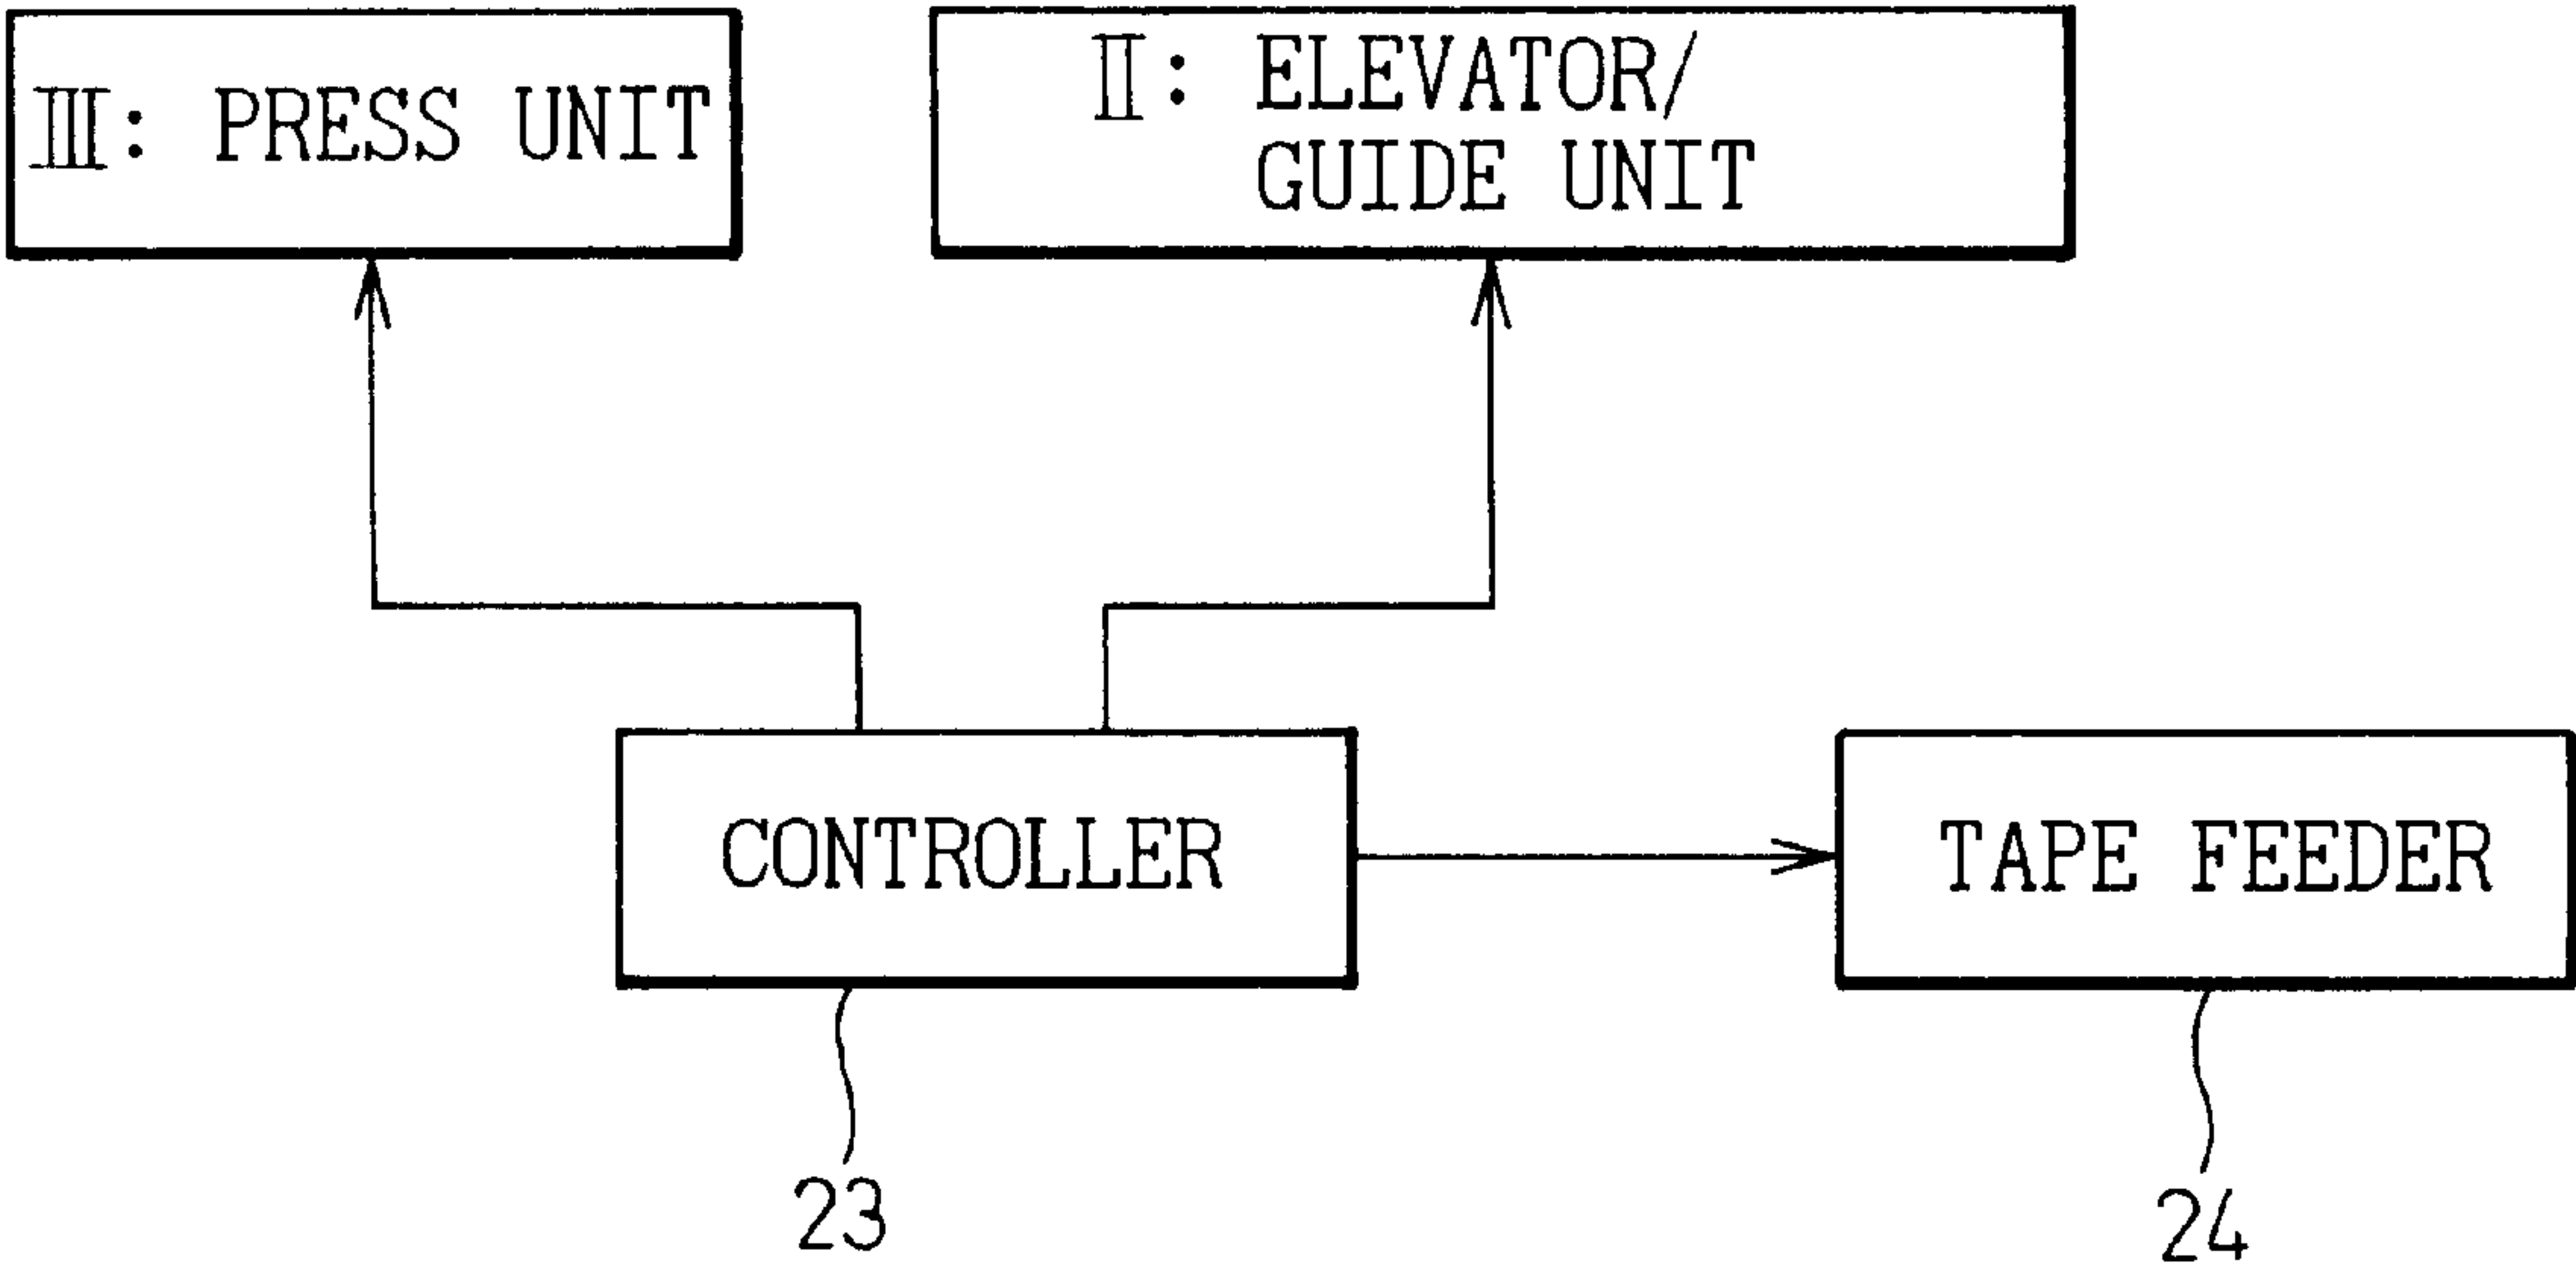 Ⅲ: PRESS UNIT
Ⅱ: ELEVATOR/
GUIDE UNIT
CONTROLLER
TAPE FEEDER
23
24